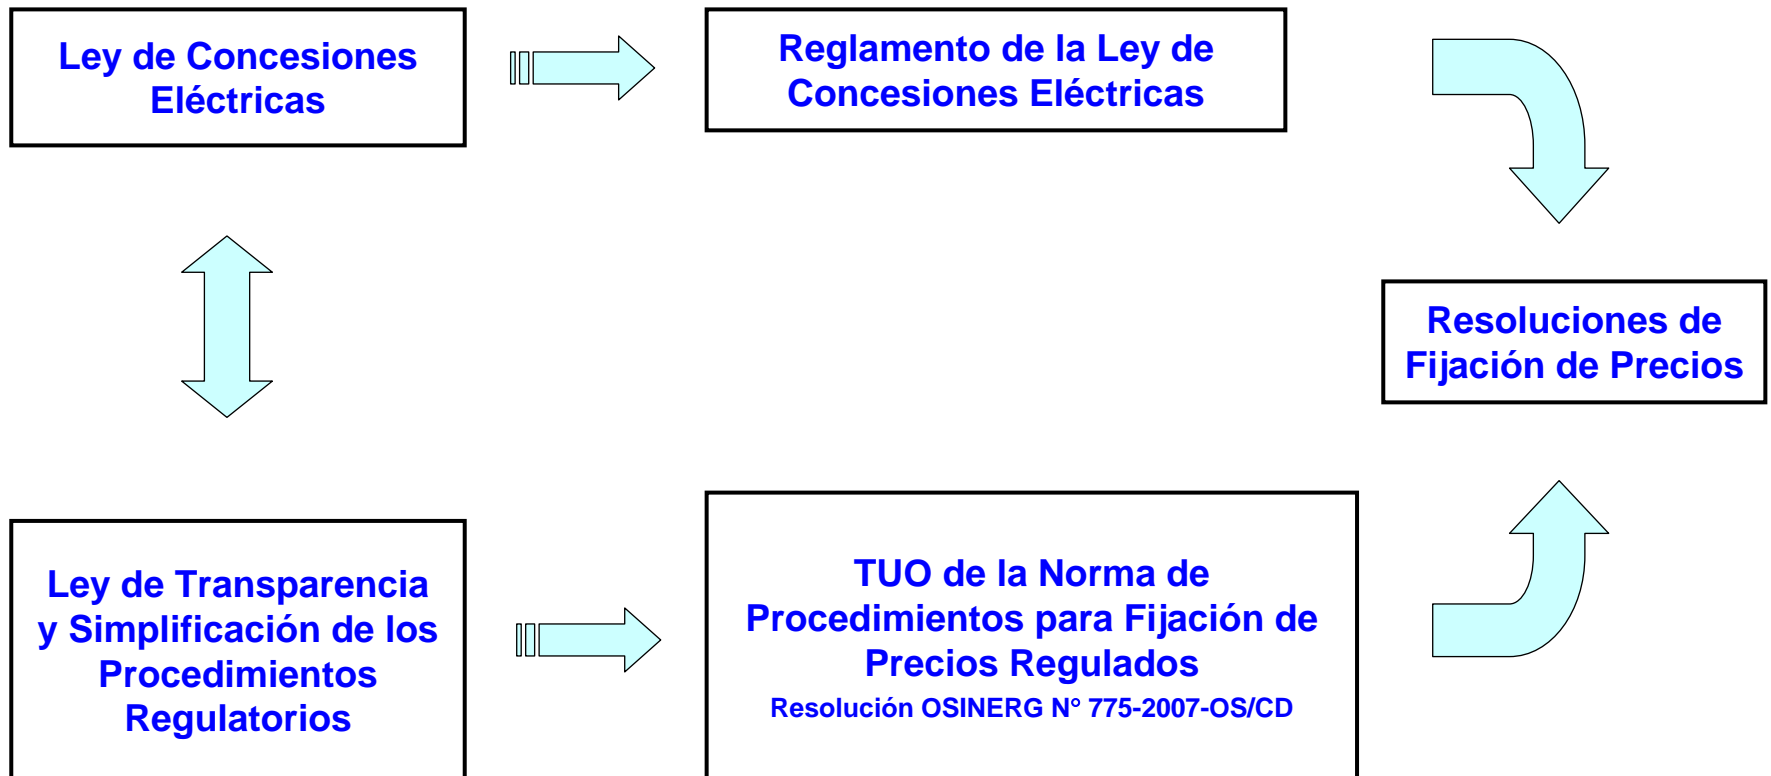 Ley de Concesiones
Eléctricas
Reglamento de la Ley de
Concesiones Eléctricas
Resoluciones de
Fijación de Precios
Ley de Transparencia
y Simplificación de los
Procedimientos
Regulatorios
TUO de la Norma de
Procedimientos para Fijación de
Precios Regulados
Resolución OSINERG N° 775-2007-OS/CD